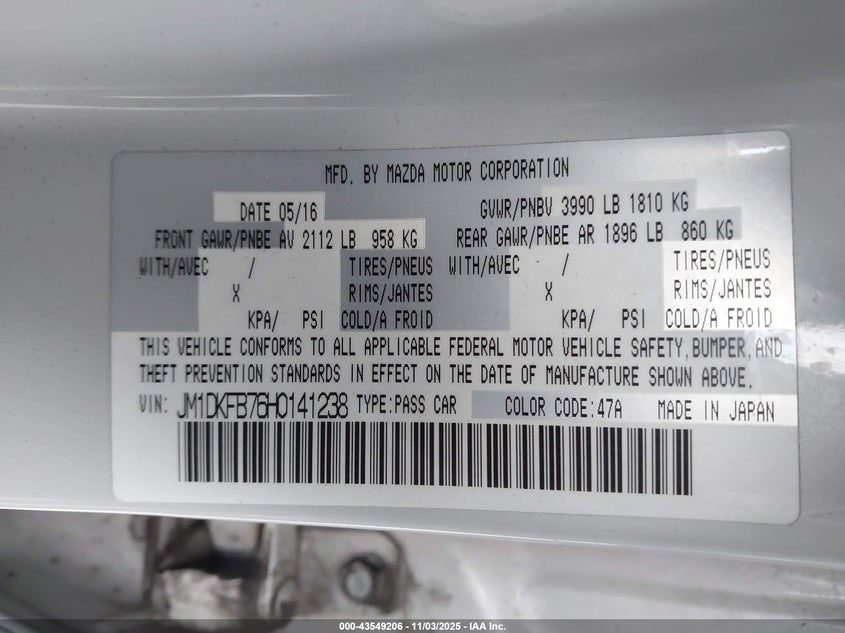 MFD. BY MAZDA MOTOR CORPORATION
DATE 05/16 GVWR/PNBV 3990 LB 1810 KG
FRONT GAWR/PNBE AV 2112 LB 958 KG REAR GAWR/PNBE AR 1896 LB 860 KG
WITH/AVEC / TIRES/PNEUS WITH/AVEC / TIRES/PNEUS
X RIMS/JANTES X RIMS/JANTES
KPA/ PSI COLD/A FROID KPA/ PSI COLD/A FROID
THIS VEHICLE CONFORMS TO ALL APPLICABLE FEDERAL MOTOR VEHICLE SAFETY, BUMPER, AND
THEFT PREVENTION STANDARDS IN EFFECT ON THE DATE OF MANUFACTURE SHOWN ABOVE.
VIN: JM1DKFB76H0141238 TYPE:PASS CAR COLOR CODE:47A MADE IN JAPAN
000-43549206 - 11/03/2025 - IAA Inc.